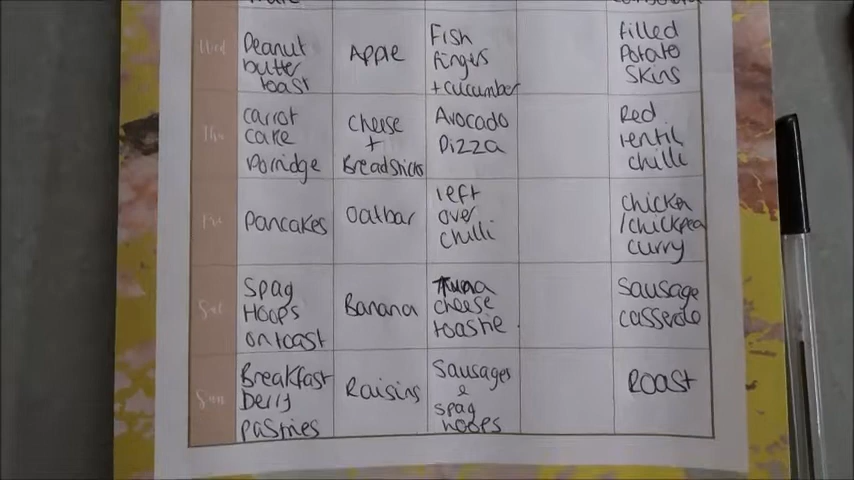 Wed
Peanut
butter
toast
Apple
Fish
fingers
+ cucumber
filled
Potato
Skins
Thu
carrot
cake
porridge
cheese
+
Breadsticks
Avocado
Pizza
Red
lentil
chilli
Fri
Pancakes
Oatbar
left
over
chilli
chicken
/chickpea
curry
Sat
Spag
Hoops
on toast
Banana
Tuna
cheese
toastie
Sausage
casserole
Sun
Breakfast
berry
pastries
Raisins
Sausages
&
spag
hoops
Roast